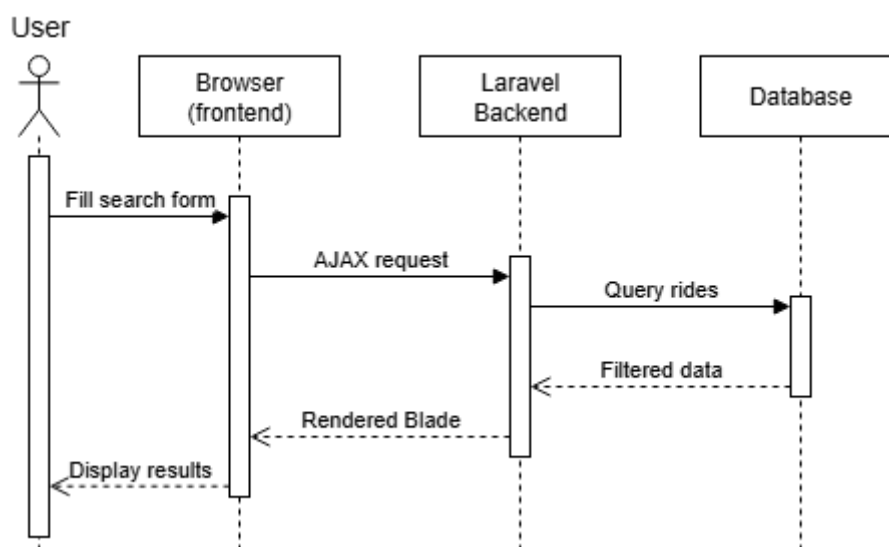 User
Browser
(frontend)
Laravel
Backend
Database
Fill search form
AJAX request
Query rides
Filtered data
Rendered Blade
Display results